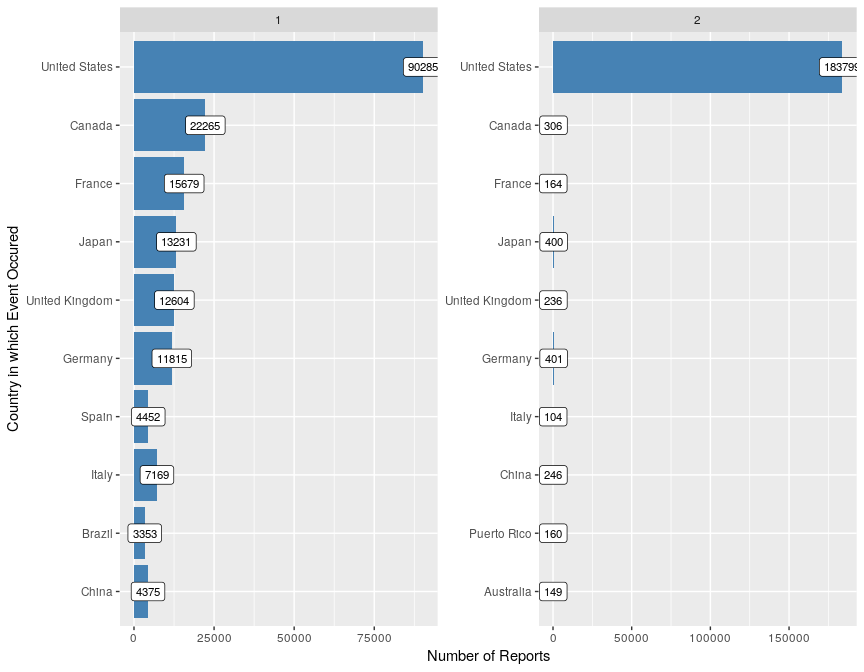 1
United States 90285
Canada 22265
France 15679
Japan 13231
United Kingdom 12604
Germany 11815
Spain 4452
Italy 7169
Brazil 3353
China 4375
0 25000 50000 75000
2
United States 183799
Canada 306
France 164
Japan 400
United Kingdom 236
Germany 401
Italy 104
China 246
Puerto Rico 160
Australia 149
0 50000 100000 150000
Country in which Event Occured
Number of Reports